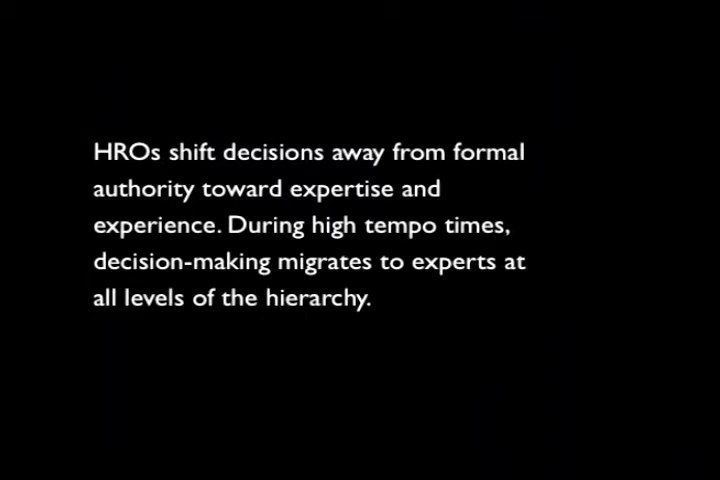 HROs shift decisions away from formal
authority toward expertise and
experience. During high tempo times,
decision-making migrates to experts at
all levels of the hierarchy.